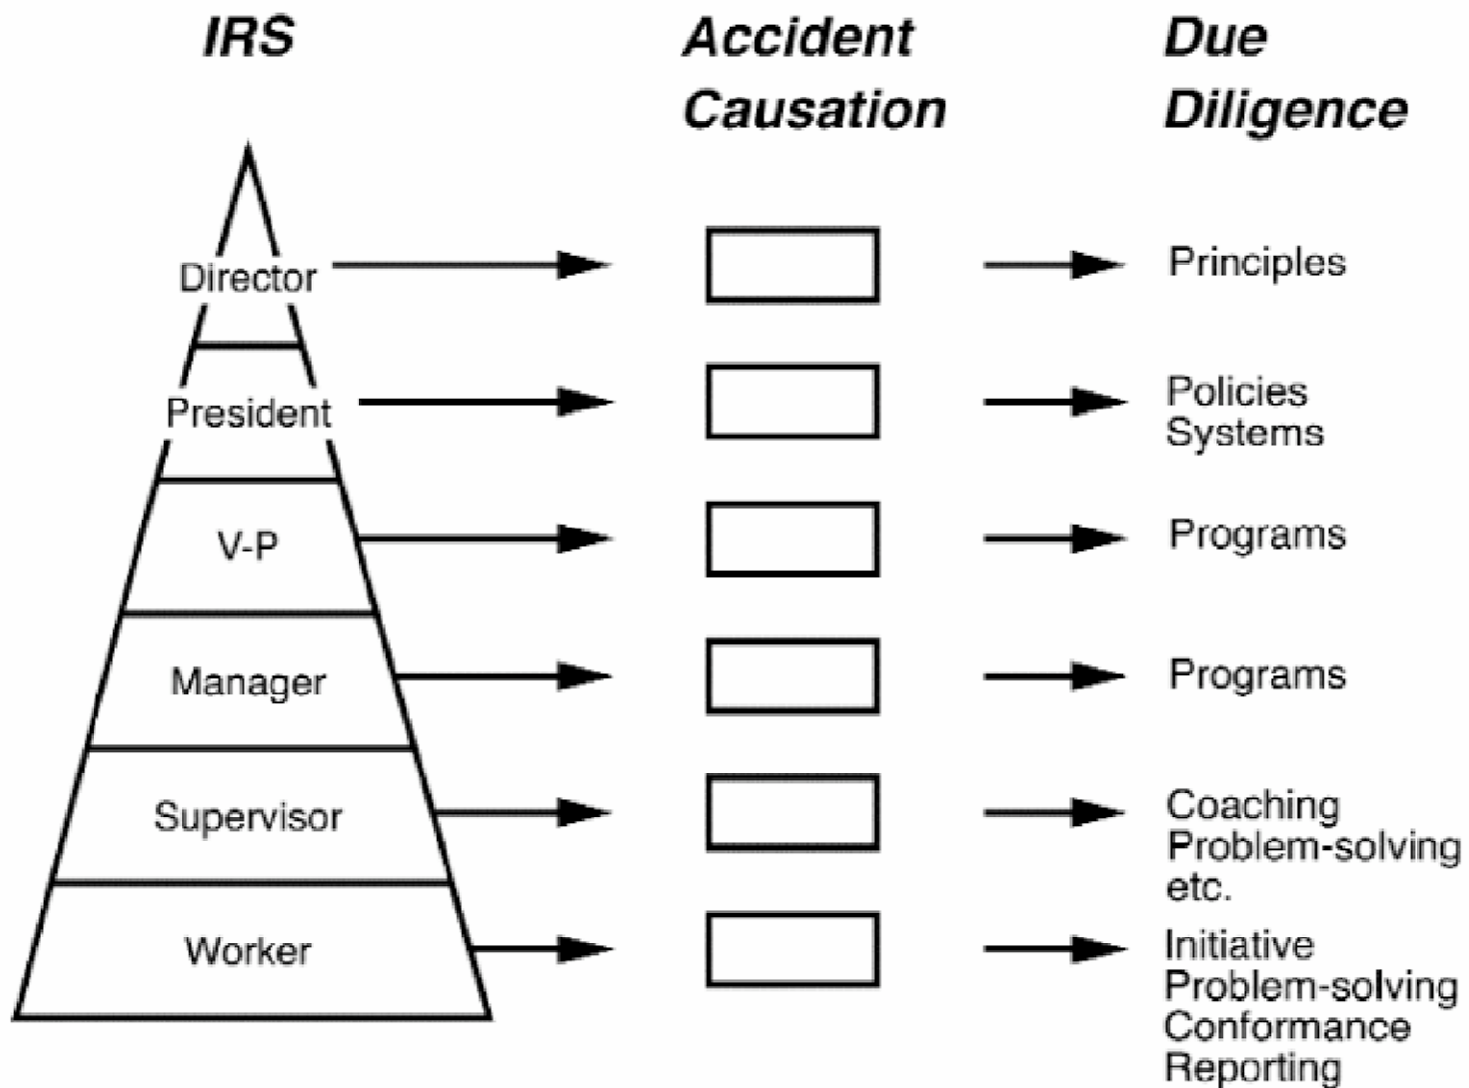 IRS
Accident
Causation
Due
Diligence
Director
Principles
President
Policies
Systems
V-P
Programs
Manager
Programs
Supervisor
Coaching
Problem-solving
etc.
Worker
Initiative
Problem-solving
Conformance
Reporting